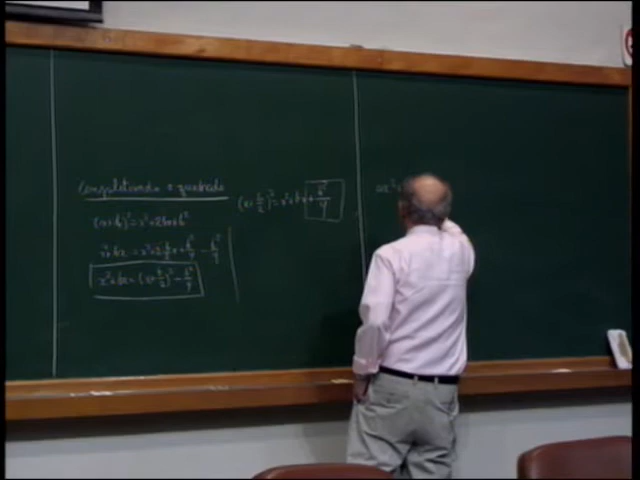 Completando o quadrado
(x+b)² = x²+2bx+b²
x²+bx = x²+2·b/2 x+b²/4 - b²/4
x²+bx = (x+b/2)² - b²/4
(x+b/2)² = x²+bx+b²/4
ax²+